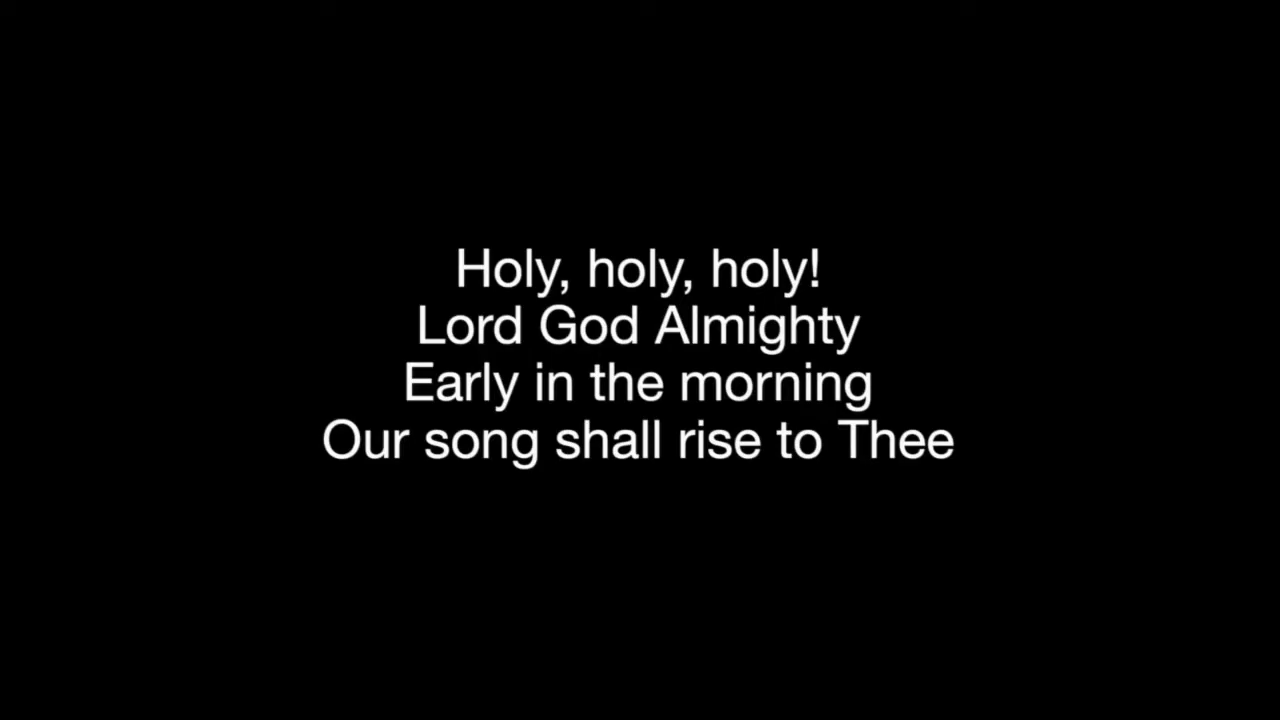 Holy, holy, holy!
Lord God Almighty
Early in the morning
Our song shall rise to Thee